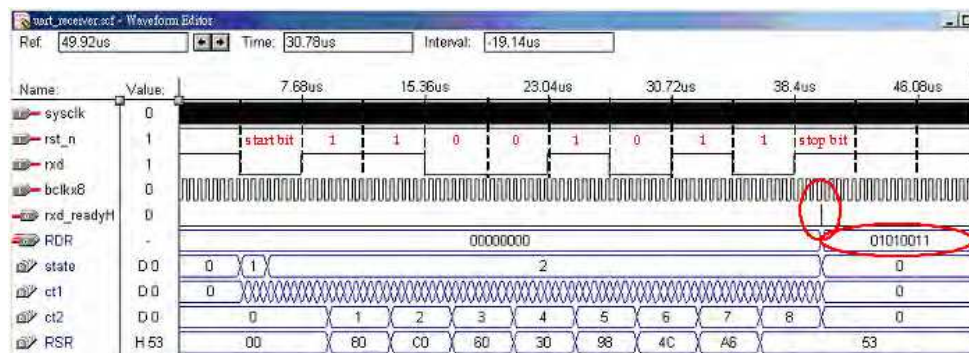 uart_receiver.scf - Waveform Editor
Ref: 49.92us Time: 30.78us Interval: -19.14us
Name: Value: 7.68us 15.36us 23.04us 30.72us 38.4us 46.08us
sysclk 0
rst_n 1 start bit 1 1 0 0 1 0 1 1 stop bit
rxd 1
bclkx8 0
rxd_readyH 0
RDR - 00000000 01010011
state D 0 0 1 2 0
ct1 D 0 0 0
ct2 D 0 0 1 2 3 4 5 6 7 8 0
RSR H 53 00 80 C0 60 30 98 4C A6 53